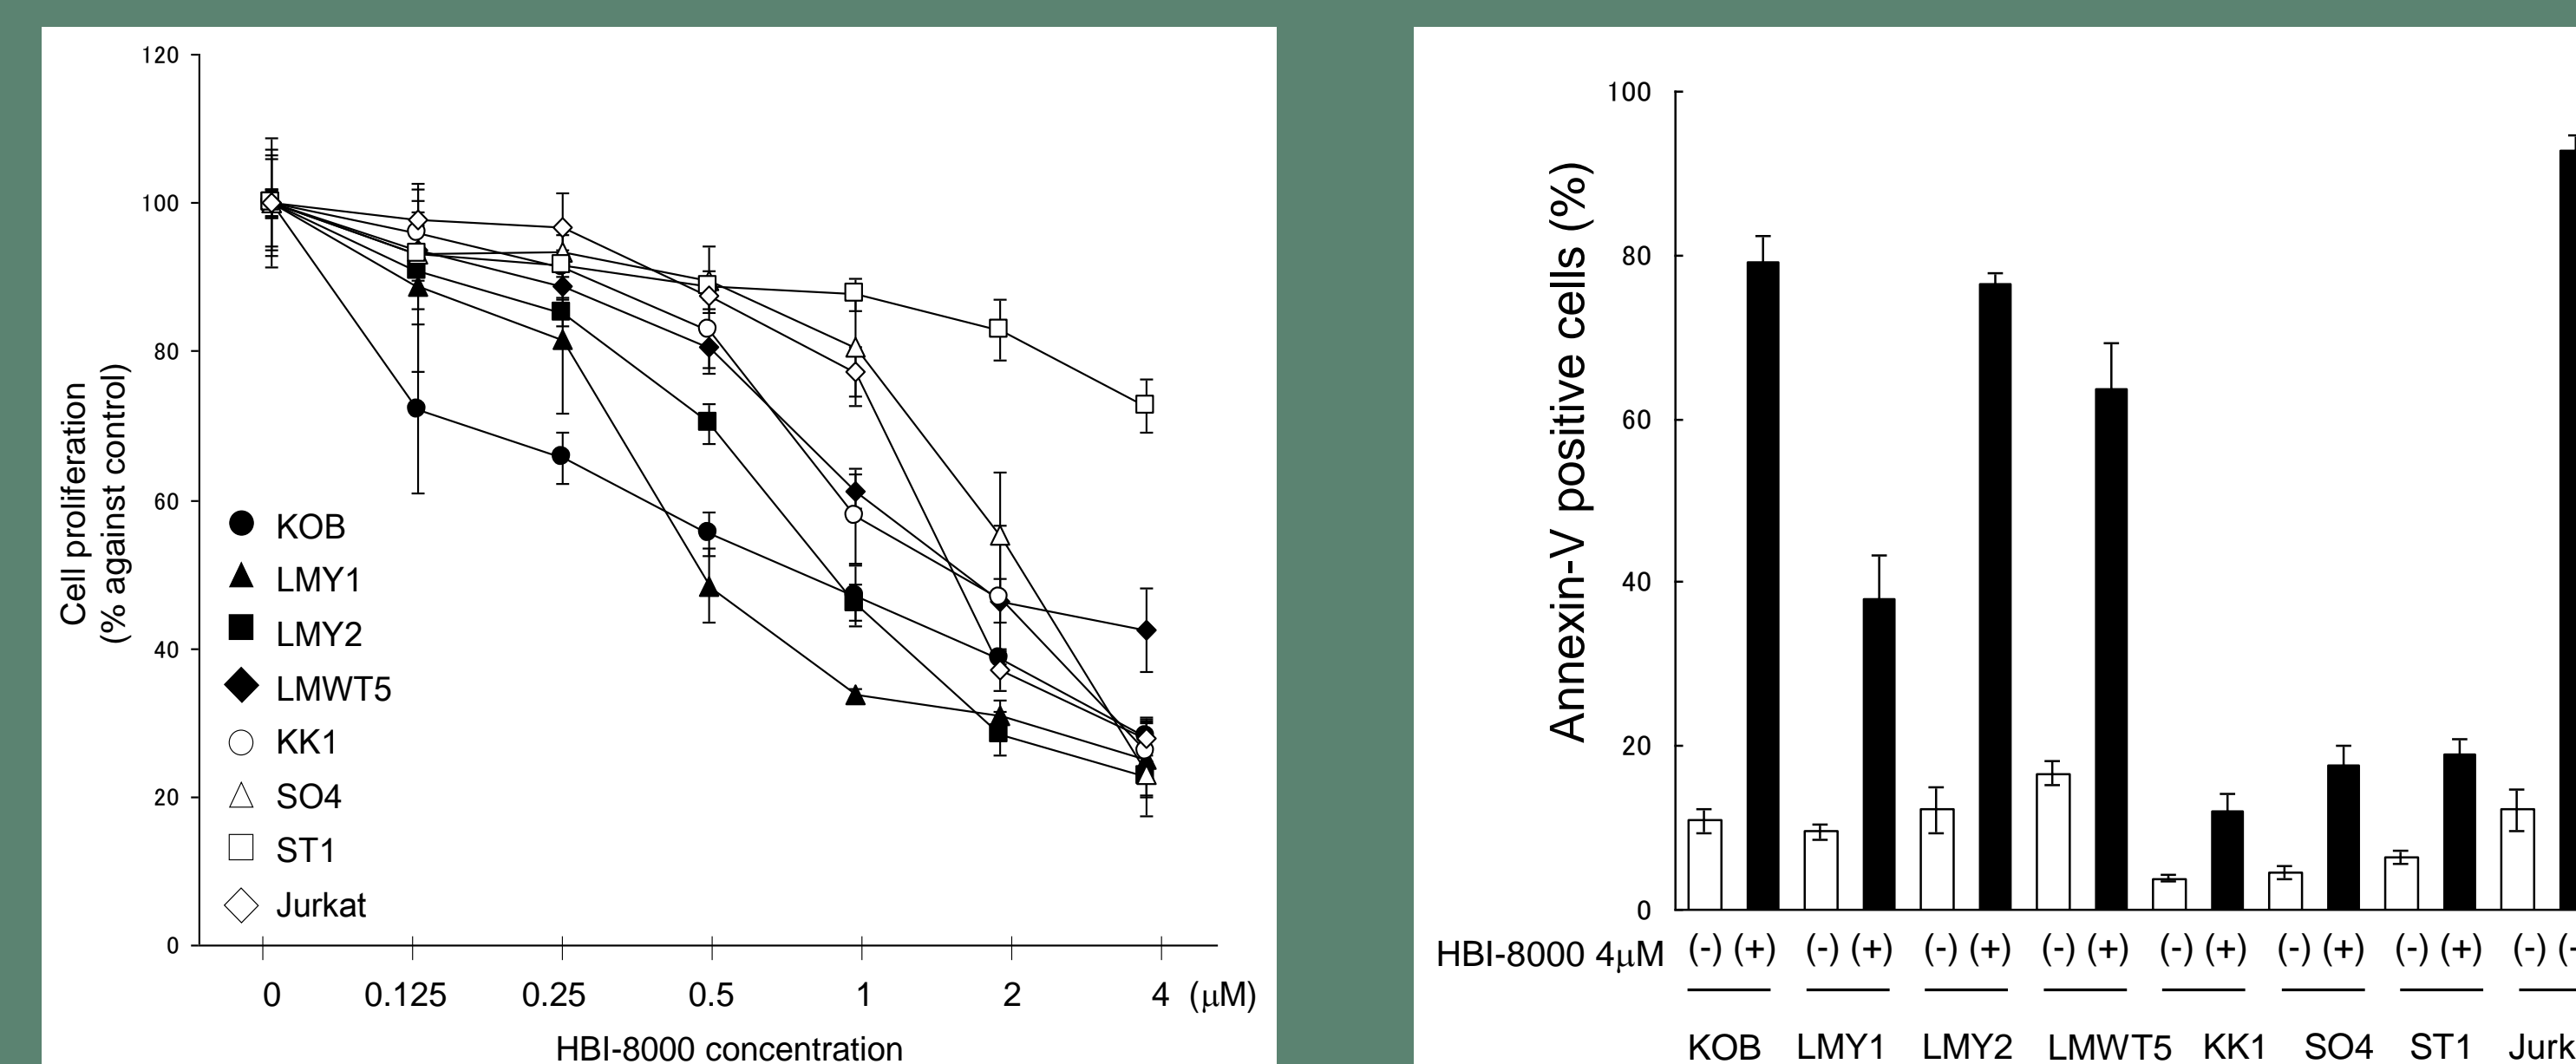 120
100
80
60
40
20
0
Cell proliferation
(% against control)
KOB
LMY1
LMY2
LMWT5
KK1
SO4
ST1
Jurkat
0 0.125 0.25 0.5 1 2 4 (μM)
HBI-8000 concentration
100
80
60
40
20
0
Annexin-V positive cells (%)
HBI-8000 4μM (-) (+) (-) (+) (-) (+) (-) (+) (-) (+) (-) (+) (-) (+) (-)
KOB LMY1 LMY2 LMWT5 KK1 SO4 ST1 Jurk